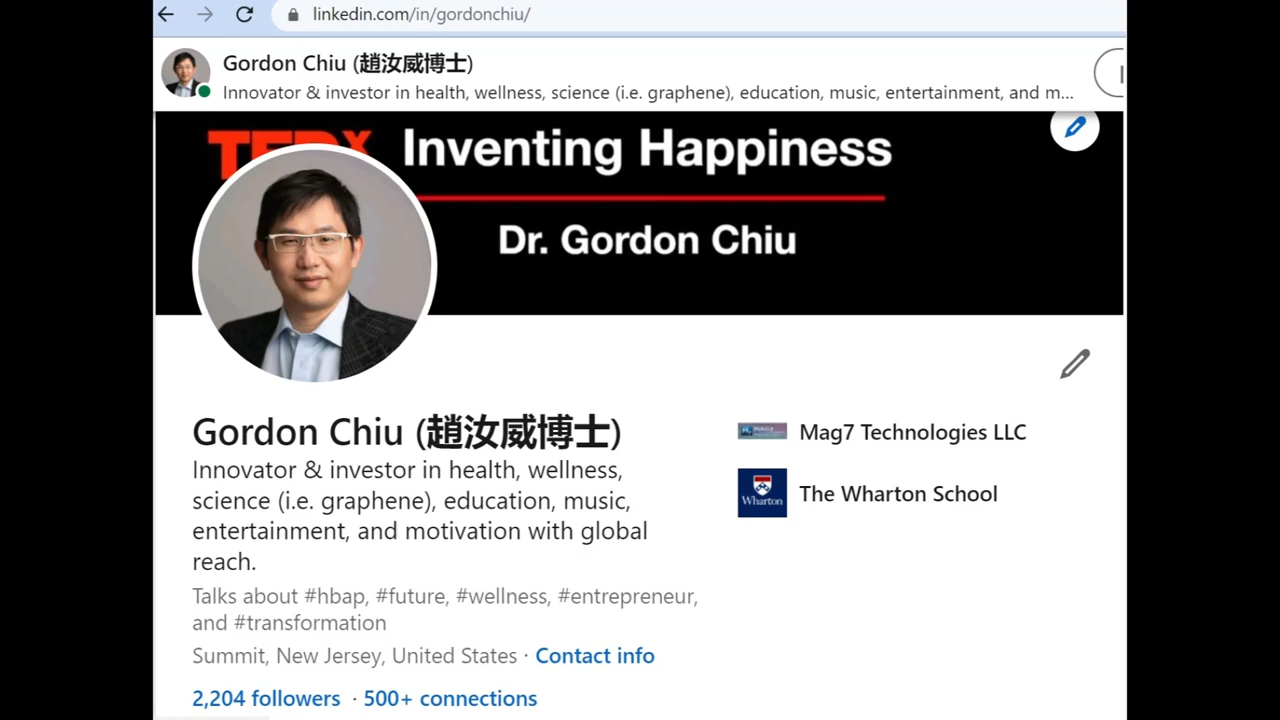 linkedin.com/in/gordonchiu/
Gordon Chiu (趙汝威博士)
Innovator & investor in health, wellness, science (i.e. graphene), education, music, entertainment, and m...
TEDx Inventing Happiness
Dr. Gordon Chiu
Gordon Chiu (趙汝威博士)
Innovator & investor in health, wellness,
science (i.e. graphene), education, music,
entertainment, and motivation with global
reach.
Talks about #hbap, #future, #wellness, #entrepreneur,
and #transformation
Summit, New Jersey, United States · Contact info
2,204 followers · 500+ connections
Mag7 Technologies LLC
Wharton
The Wharton School